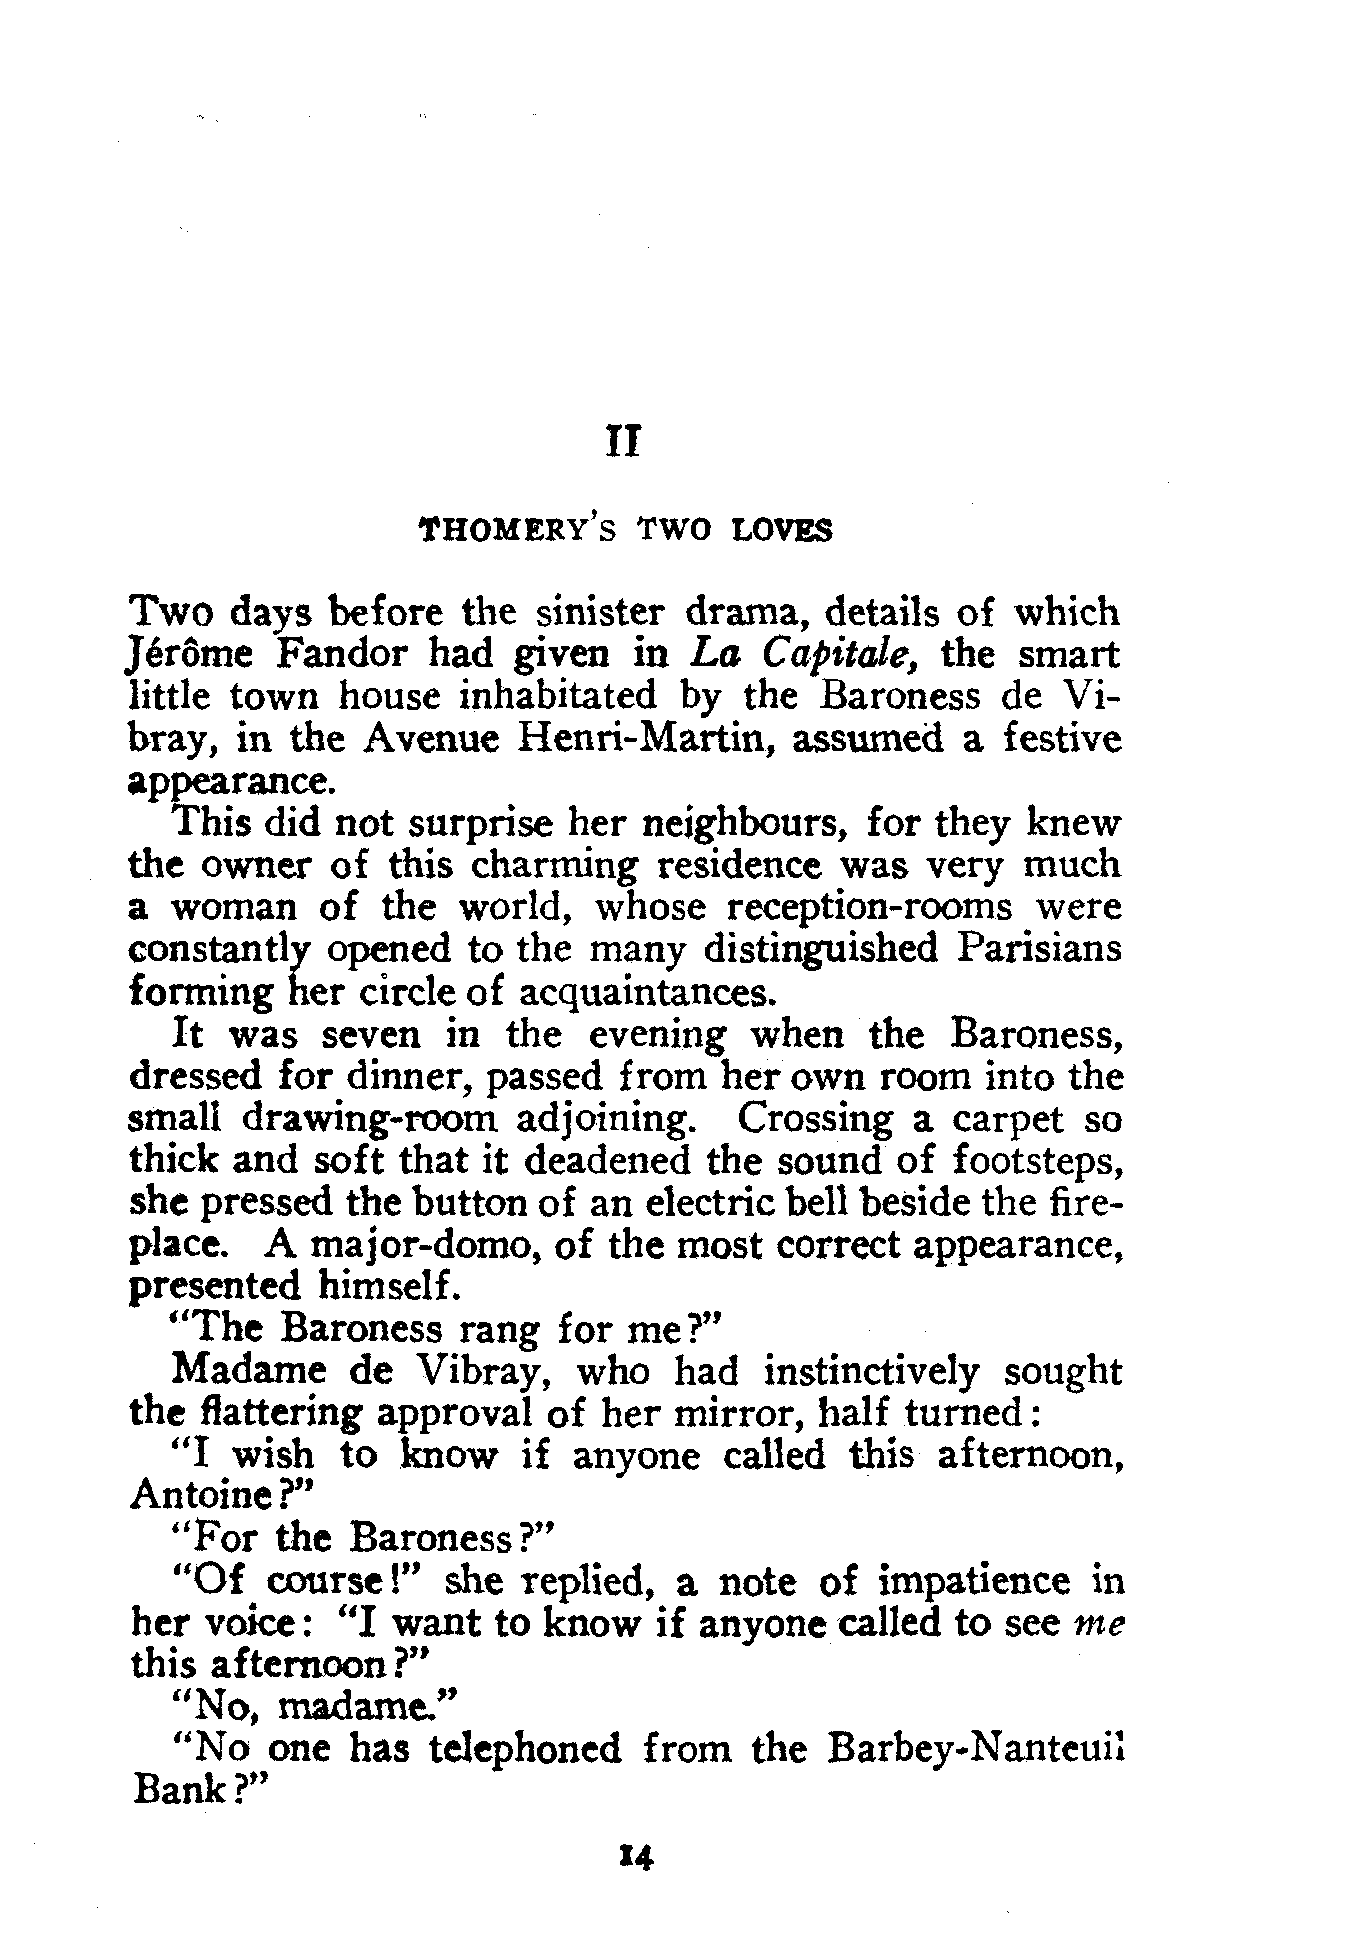 II
THOMERY'S TWO LOVES
Two days before the sinister drama, details of which
Jérôme Fandor had given in La Capitale, the smart
little town house inhabitated by the Baroness de Vi-
bray, in the Avenue Henri-Martin, assumed a festive
appearance.
This did not surprise her neighbours, for they knew
the owner of this charming residence was very much
a woman of the world, whose reception-rooms were
constantly opened to the many distinguished Parisians
forming her circle of acquaintances.
It was seven in the evening when the Baroness,
dressed for dinner, passed from her own room into the
small drawing-room adjoining. Crossing a carpet so
thick and soft that it deadened the sound of footsteps,
she pressed the button of an electric bell beside the fire-
place. A major-domo, of the most correct appearance,
presented himself.
"The Baroness rang for me?"
Madame de Vibray, who had instinctively sought
the flattering approval of her mirror, half turned:
"I wish to know if anyone called this afternoon,
Antoine?"
"For the Baroness?"
"Of course!" she replied, a note of impatience in
her voice: "I want to know if anyone called to see me
this afternoon?"
"No, madame."
"No one has telephoned from the Barbey-Nanteuil
Bank?"
14